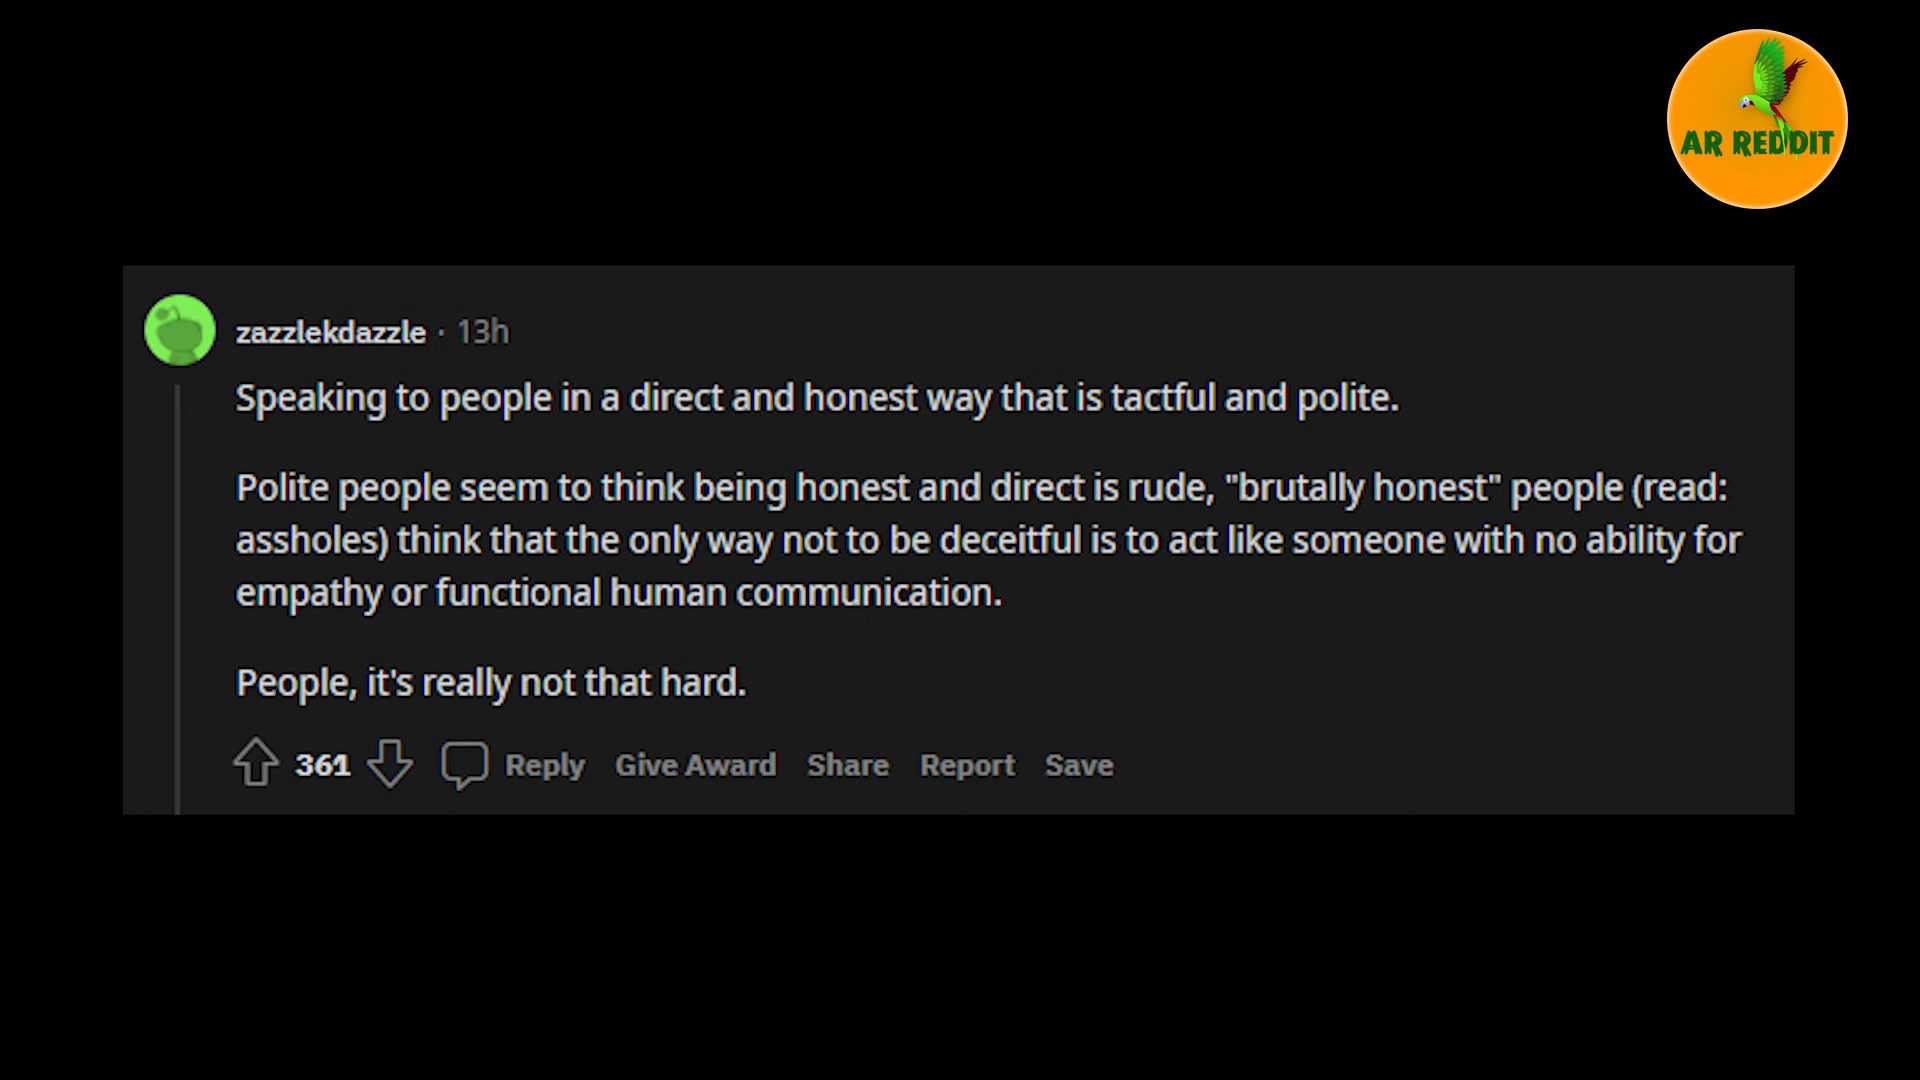 AR REDDIT
zazzlekdazzle · 13h
Speaking to people in a direct and honest way that is tactful and polite.
Polite people seem to think being honest and direct is rude, "brutally honest" people (read:
assholes) think that the only way not to be deceitful is to act like someone with no ability for
empathy or functional human communication.
People, it's really not that hard.
361 Reply Give Award Share Report Save